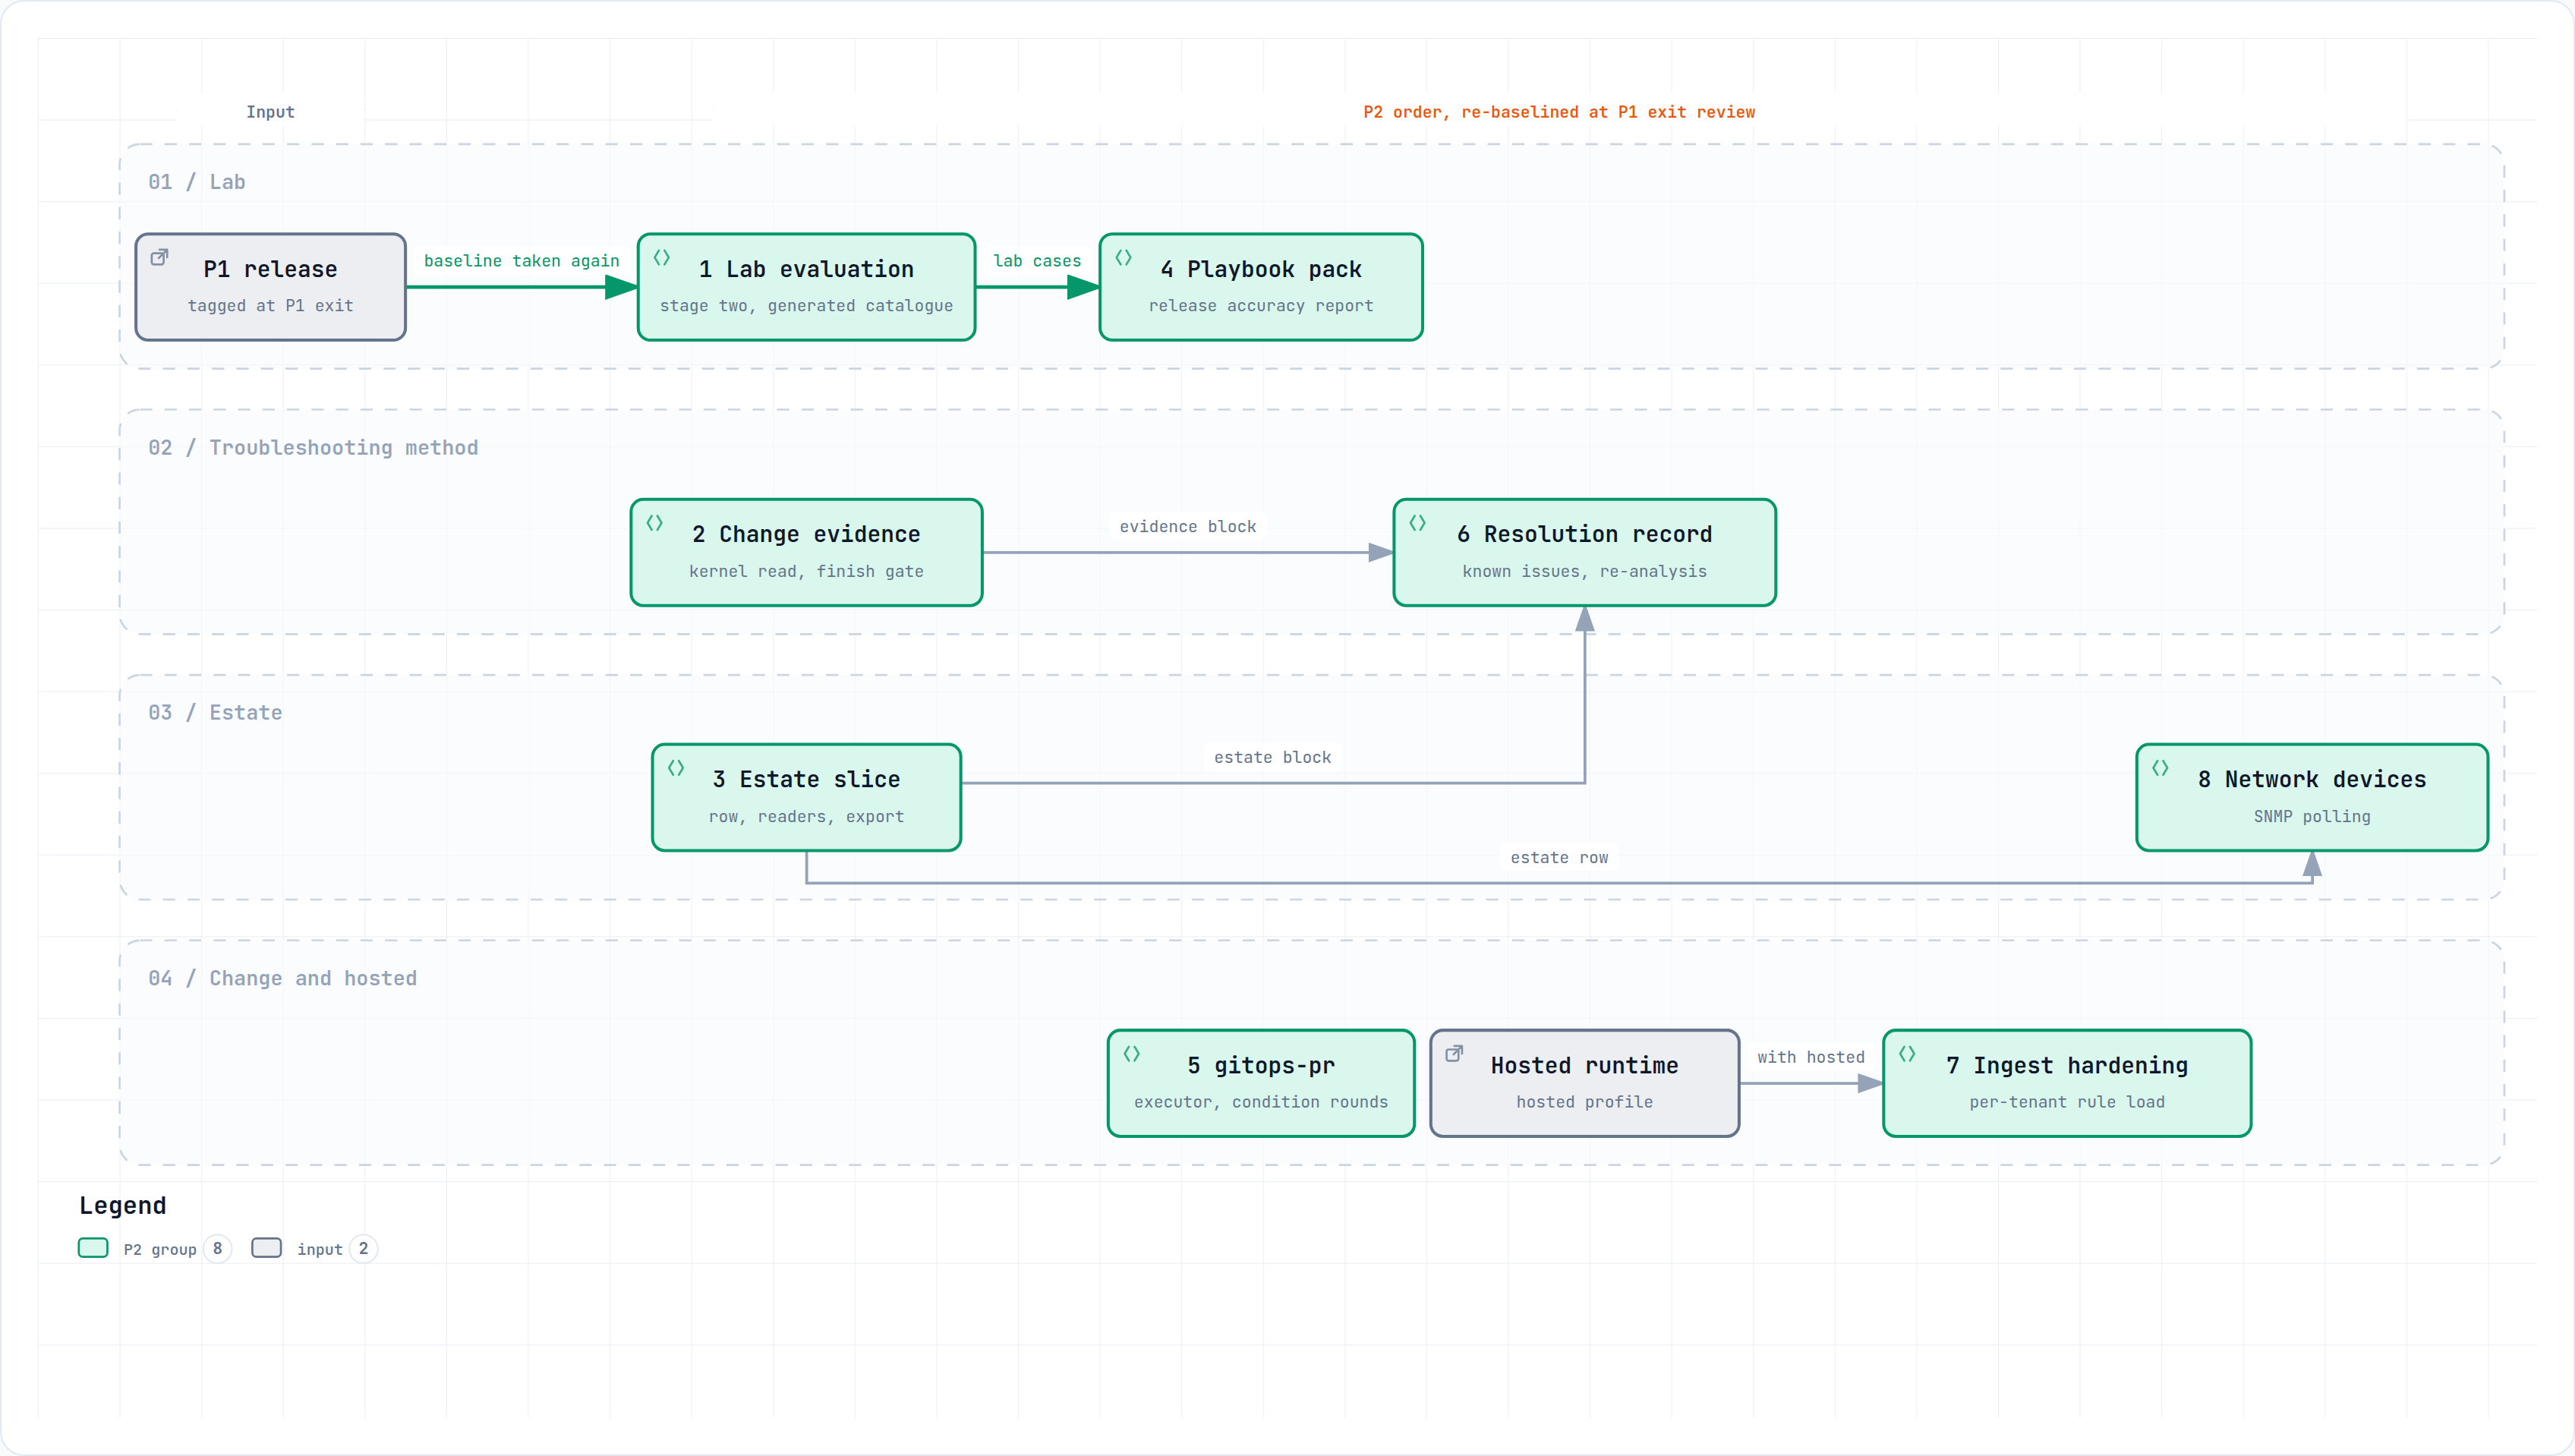 Input
P2 order, re-baselined at P1 exit review
01 / Lab
P1 release
tagged at P1 exit
baseline taken again
1 Lab evaluation
stage two, generated catalogue
lab cases
4 Playbook pack
release accuracy report
02 / Troubleshooting method
2 Change evidence
kernel read, finish gate
evidence block
6 Resolution record
known issues, re-analysis
03 / Estate
3 Estate slice
row, readers, export
estate block
estate row
8 Network devices
SNMP polling
04 / Change and hosted
5 gitops-pr
executor, condition rounds
Hosted runtime
hosted profile
with hosted
7 Ingest hardening
per-tenant rule load
Legend
P2 group 8
input 2